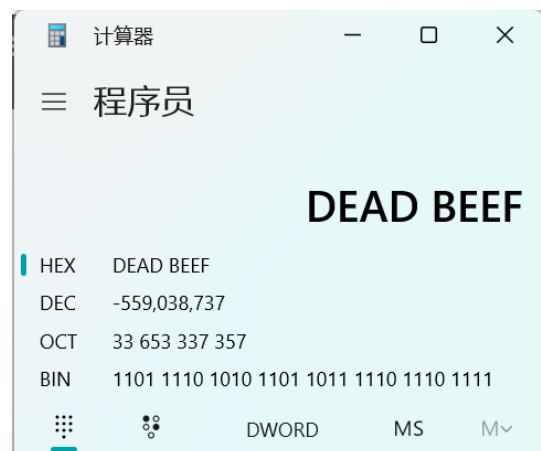 计算器
程序员
DEAD BEEF
HEX DEAD BEEF
DEC -559,038,737
OCT 33 653 337 357
BIN 1101 1110 1010 1101 1011 1110 1110 1111
DWORD MS M